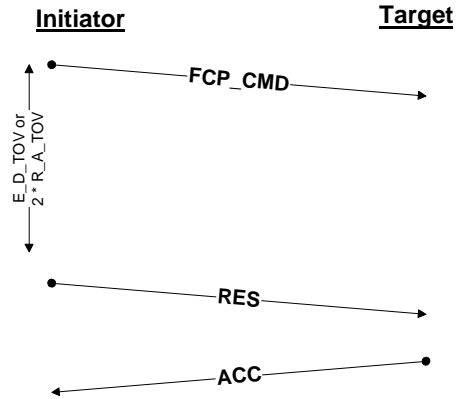 Initiator
Target
FCP_CMD
E_D_TOV or
2 * R_A_TOV
RES
ACC